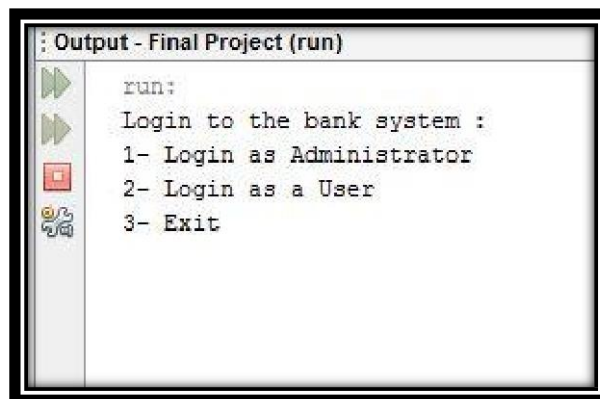 Output - Final Project (run)
run:
Login to the bank system :
1- Login as Administrator
2- Login as a User
3- Exit